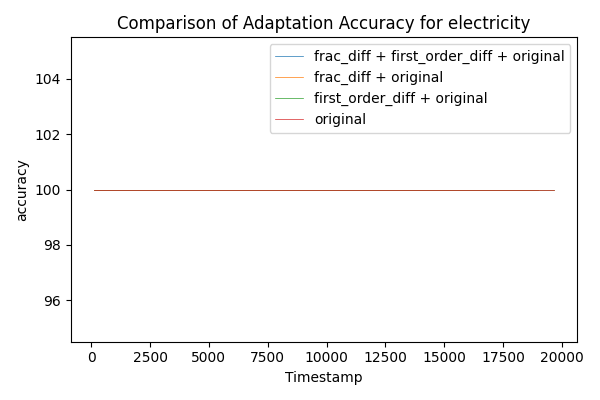 Comparison of Adaptation Accuracy for electricity
frac_diff + first_order_diff + original
frac_diff + original
first_order_diff + original
original
accuracy
104
102
100
98
96
0 2500 5000 7500 10000 12500 15000 17500 20000
Timestamp